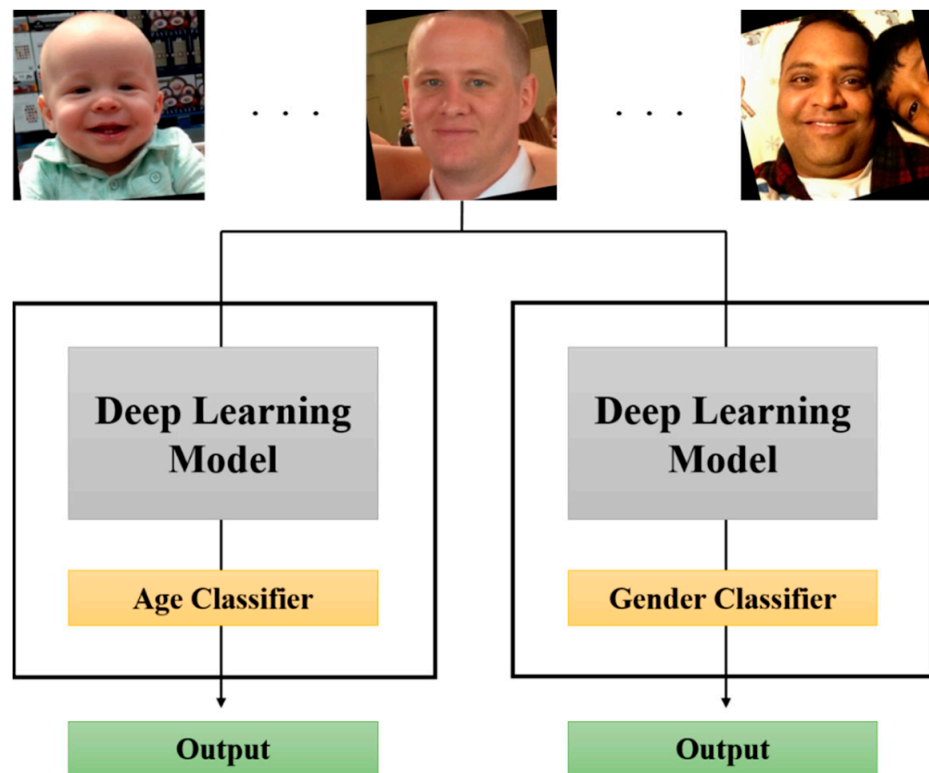 . . .
. . .
Deep Learning
Model
Deep Learning
Model
Age Classifier
Gender Classifier
Output
Output